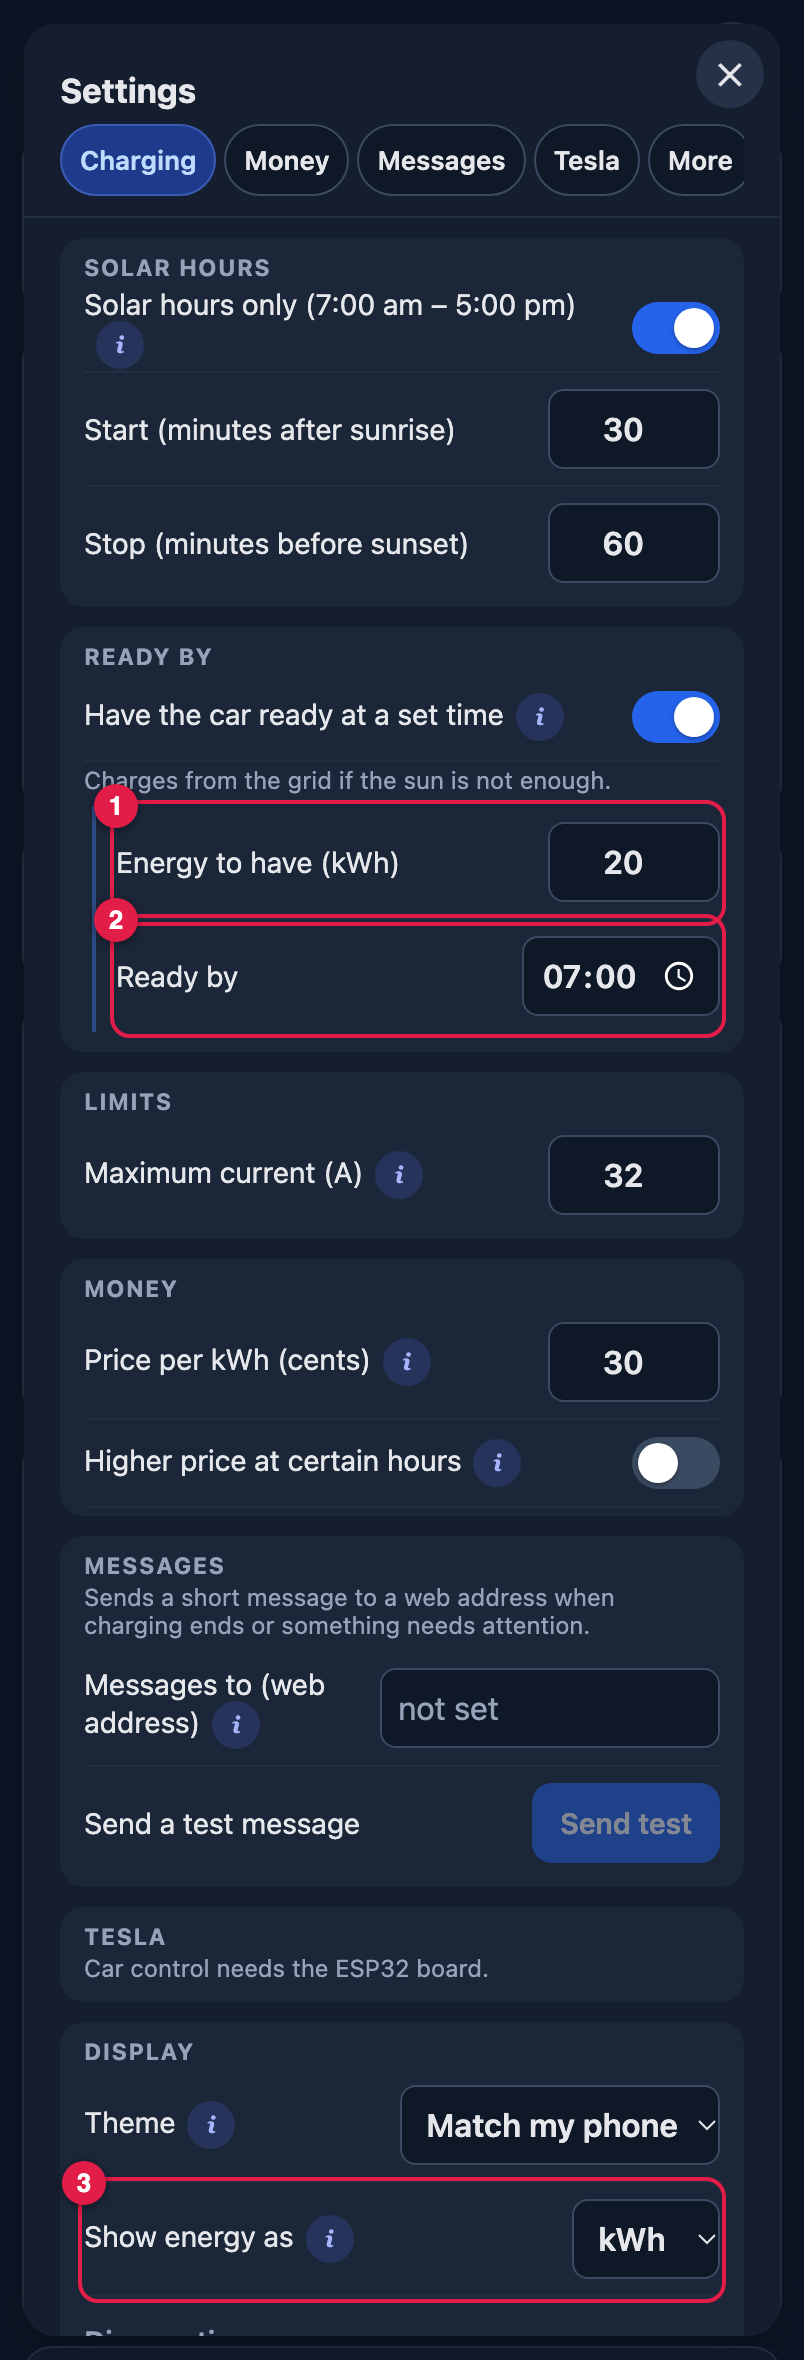 Settings
Charging Money Messages Tesla More
SOLAR HOURS
Solar hours only (7:00 am – 5:00 pm)
i
Start (minutes after sunrise) 30
Stop (minutes before sunset) 60
READY BY
Have the car ready at a set time i
Charges from the grid if the sun is not enough.
1
Energy to have (kWh) 20
2
Ready by 07:00
LIMITS
Maximum current (A) i 32
MONEY
Price per kWh (cents) i 30
Higher price at certain hours i
MESSAGES
Sends a short message to a web address when
charging ends or something needs attention.
Messages to (web
address) i not set
Send a test message Send test
TESLA
Car control needs the ESP32 board.
DISPLAY
Theme i Match my phone
3
Show energy as i kWh